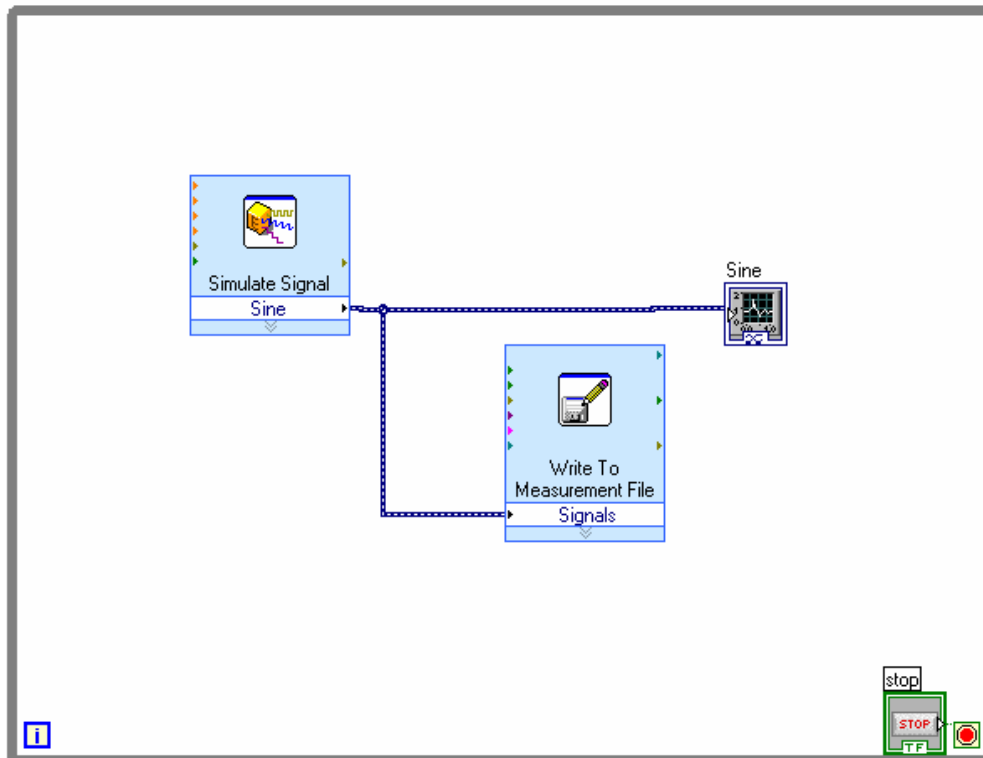 Simulate Signal
Sine
Sine
Write To
Measurement File
Signals
stop
STOP
TF
i